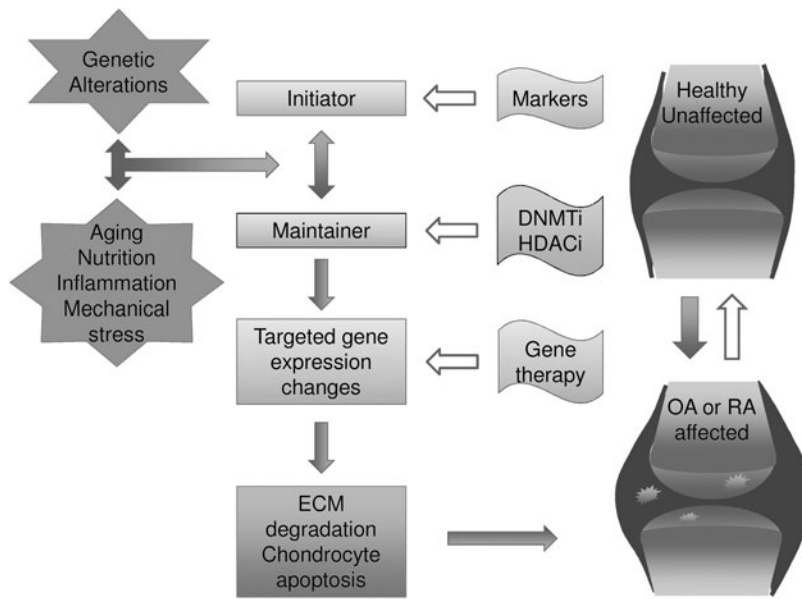 Genetic
Alterations
Aging
Nutrition
Inflammation
Mechanical
stress
Initiator
Maintainer
Targeted gene
expression
changes
ECM
degradation
Chondrocyte
apoptosis
Markers
DNMTi
HDACi
Gene
therapy
Healthy
Unaffected
OA or RA
affected